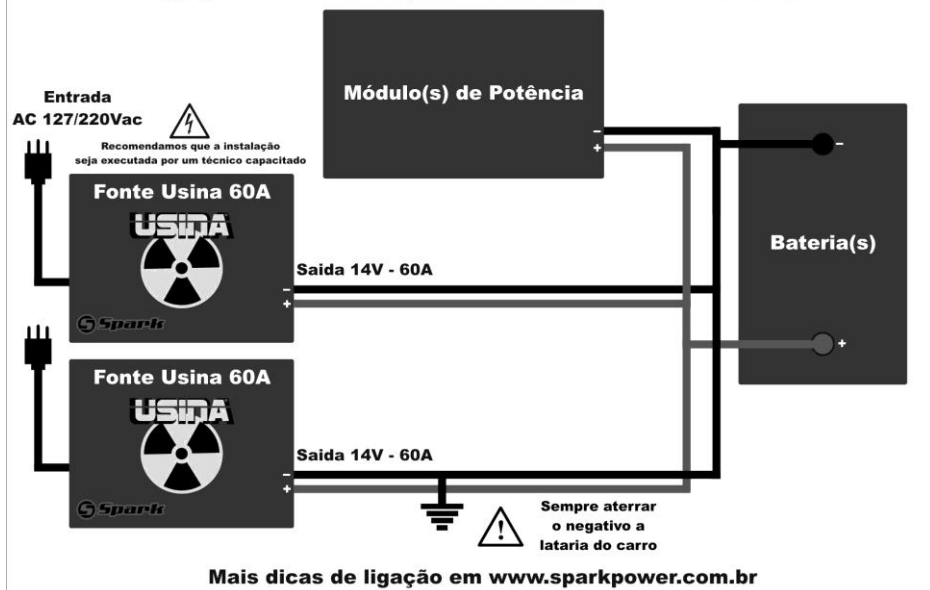 Módulo(s) de Potência
-
+
Entrada
AC 127/220Vac
Recomendamos que a instalação
seja executada por um técnico capacitado
Fonte Usina 60A
USINA
Spark
Saida 14V - 60A
-
+
Bateria(s)
-
+
Fonte Usina 60A
USINA
Spark
Saida 14V - 60A
-
+
Sempre aterrar
o negativo a
lataria do carro
Mais dicas de ligação em www.sparkpower.com.br